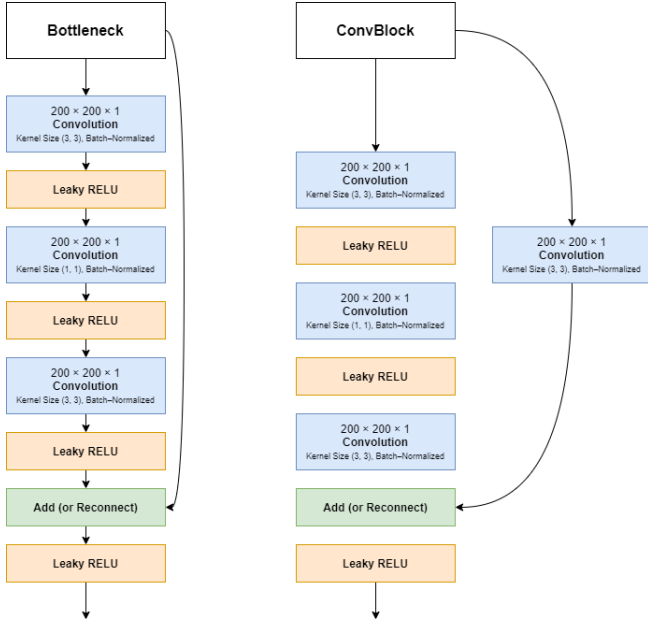 Bottleneck
200 × 200 × 1
Convolution
Kernel Size (3, 3), Batch–Normalized
Leaky RELU
200 × 200 × 1
Convolution
Kernel Size (1, 1), Batch–Normalized
Leaky RELU
200 × 200 × 1
Convolution
Kernel Size (3, 3), Batch–Normalized
Leaky RELU
Add (or Reconnect)
Leaky RELU
ConvBlock
200 × 200 × 1
Convolution
Kernel Size (3, 3), Batch–Normalized
Leaky RELU
200 × 200 × 1
Convolution
Kernel Size (1, 1), Batch–Normalized
Leaky RELU
200 × 200 × 1
Convolution
Kernel Size (3, 3), Batch–Normalized
Add (or Reconnect)
Leaky RELU
200 × 200 × 1
Convolution
Kernel Size (3, 3), Batch–Normalized